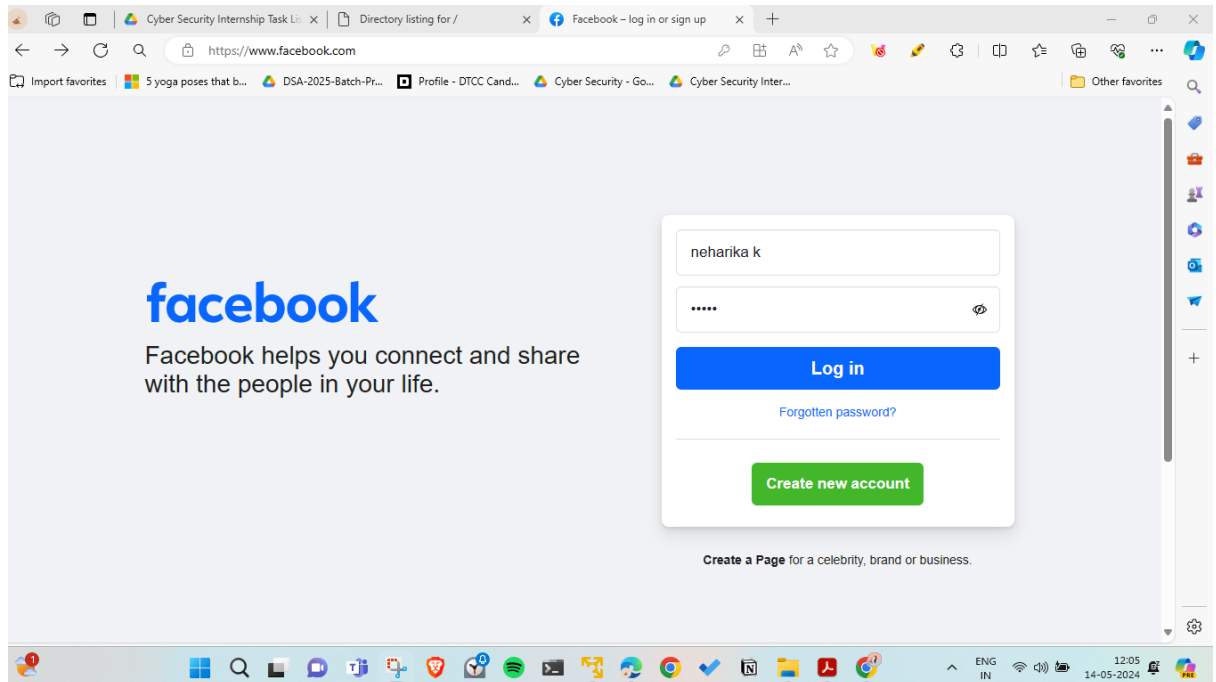 Cyber Security Internship Task Lis
Directory listing for /
Facebook – log in or sign up
https://www.facebook.com
Import favorites
5 yoga poses that b...
DSA-2025-Batch-Pr...
Profile - DTCC Cand...
Cyber Security - Go...
Cyber Security Inter...
Other favorites
neharika k
•••••
facebook
Facebook helps you connect and share
with the people in your life.
Log in
Forgotten password?
Create new account
Create a Page for a celebrity, brand or business.
1
ENG
IN
12:05
14-05-2024
PRE